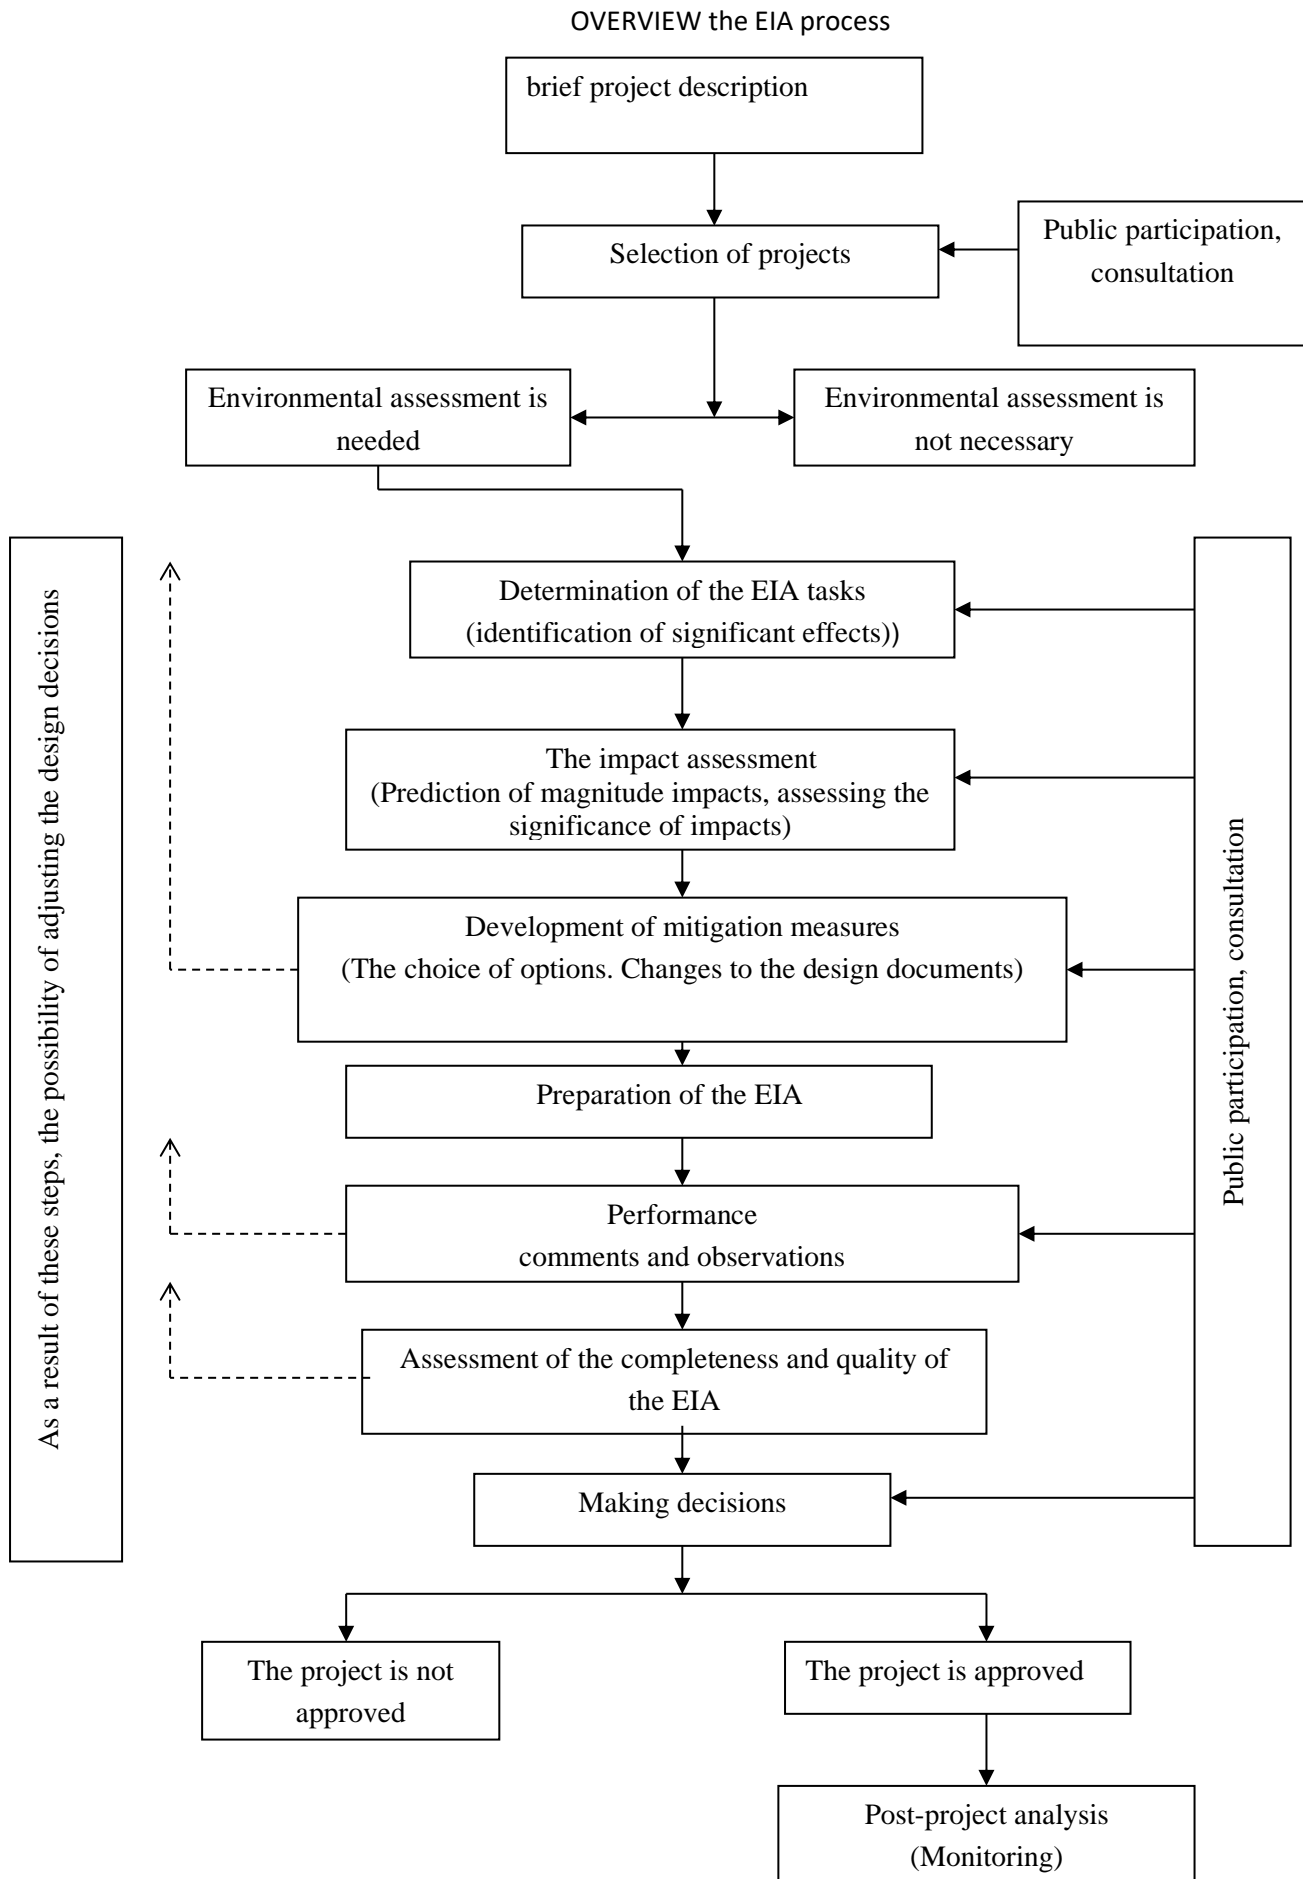 OVERVIEW the EIA process
brief project description
Selection of projects
Public participation,
consultation
Environmental assessment is
needed
Environmental assessment is
not necessary
As a result of these steps, the possibility of adjusting the design decisions
Determination of the EIA tasks
(identification of significant effects))
The impact assessment
(Prediction of magnitude impacts, assessing the
significance of impacts)
Development of mitigation measures
(The choice of options. Changes to the design documents)
Preparation of the EIA
Performance
comments and observations
Assessment of the completeness and quality of
the EIA
Making decisions
Public participation, consultation
The project is not
approved
The project is approved
Post-project analysis
(Monitoring)